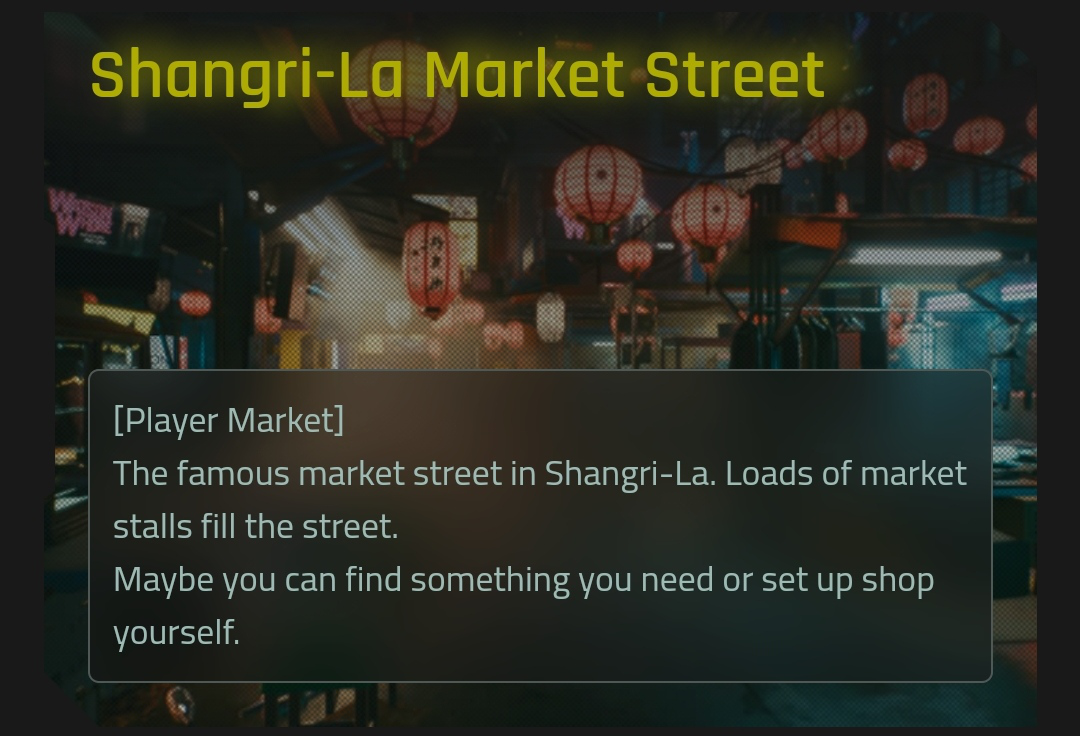 Shangri-La Market Street
[Player Market]
The famous market street in Shangri-La. Loads of market
stalls fill the street.
Maybe you can find something you need or set up shop
yourself.